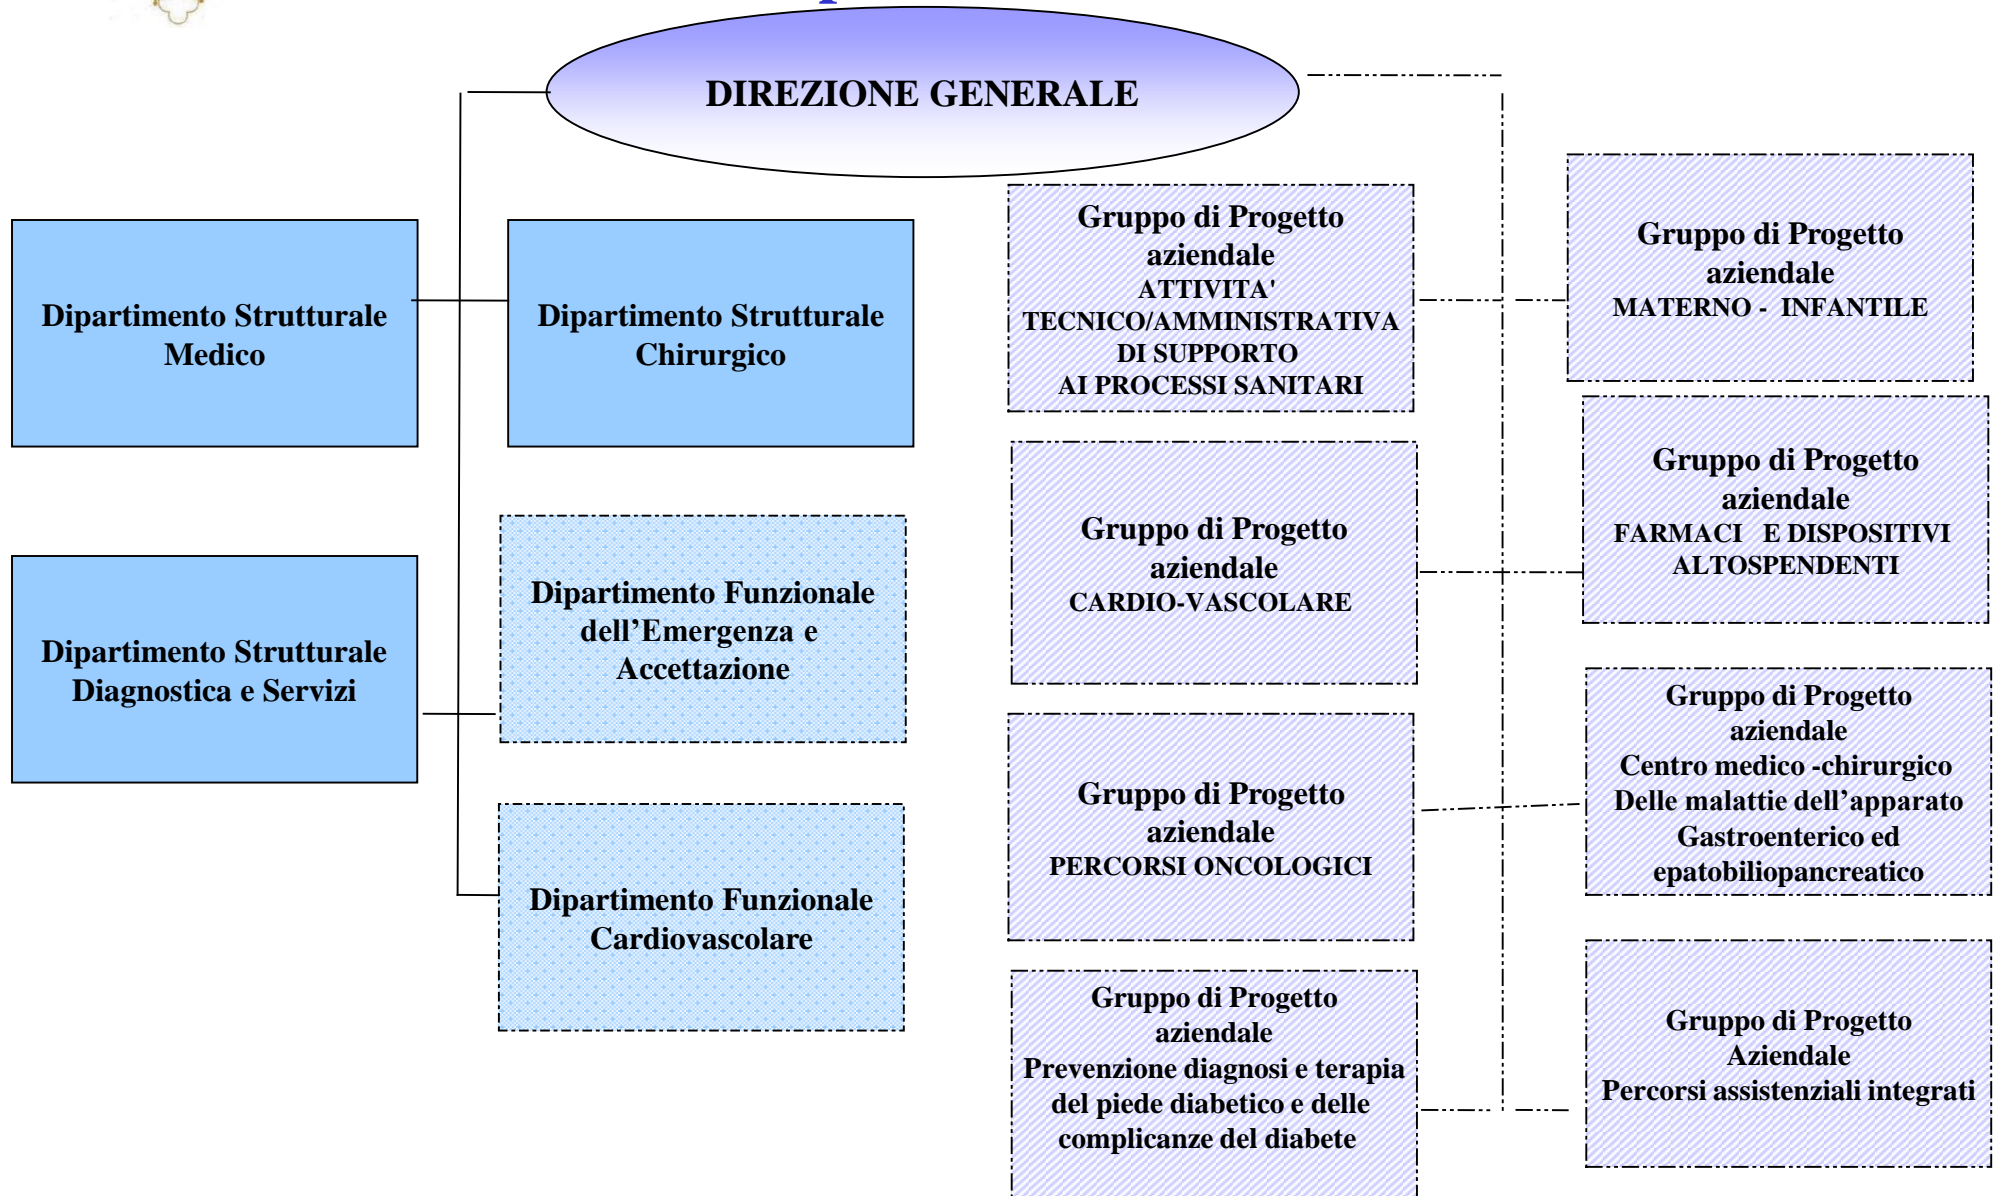 DIREZIONE GENERALE
Dipartimento Strutturale
Medico
Dipartimento Strutturale
Chirurgico
Dipartimento Strutturale
Diagnostica e Servizi
Dipartimento Funzionale
dell’Emergenza e
Accettazione
Dipartimento Funzionale
Cardiovascolare
Gruppo di Progetto
aziendale
ATTIVITA'
TECNICO/AMMINISTRATIVA
DI SUPPORTO
AI PROCESSI SANITARI
Gruppo di Progetto
aziendale
MATERNO - INFANTILE
Gruppo di Progetto
aziendale
CARDIO-VASCOLARE
Gruppo di Progetto
aziendale
FARMACI E DISPOSITIVI
ALTOSPENDENTI
Gruppo di Progetto
aziendale
PERCORSI ONCOLOGICI
Gruppo di Progetto
aziendale
Centro medico -chirurgico
Delle malattie dell’apparato
Gastroenterico ed
epatobiliopancreatico
Gruppo di Progetto
aziendale
Prevenzione diagnosi e terapia
del piede diabetico e delle
complicanze del diabete
Gruppo di Progetto
Aziendale
Percorsi assistenziali integrati